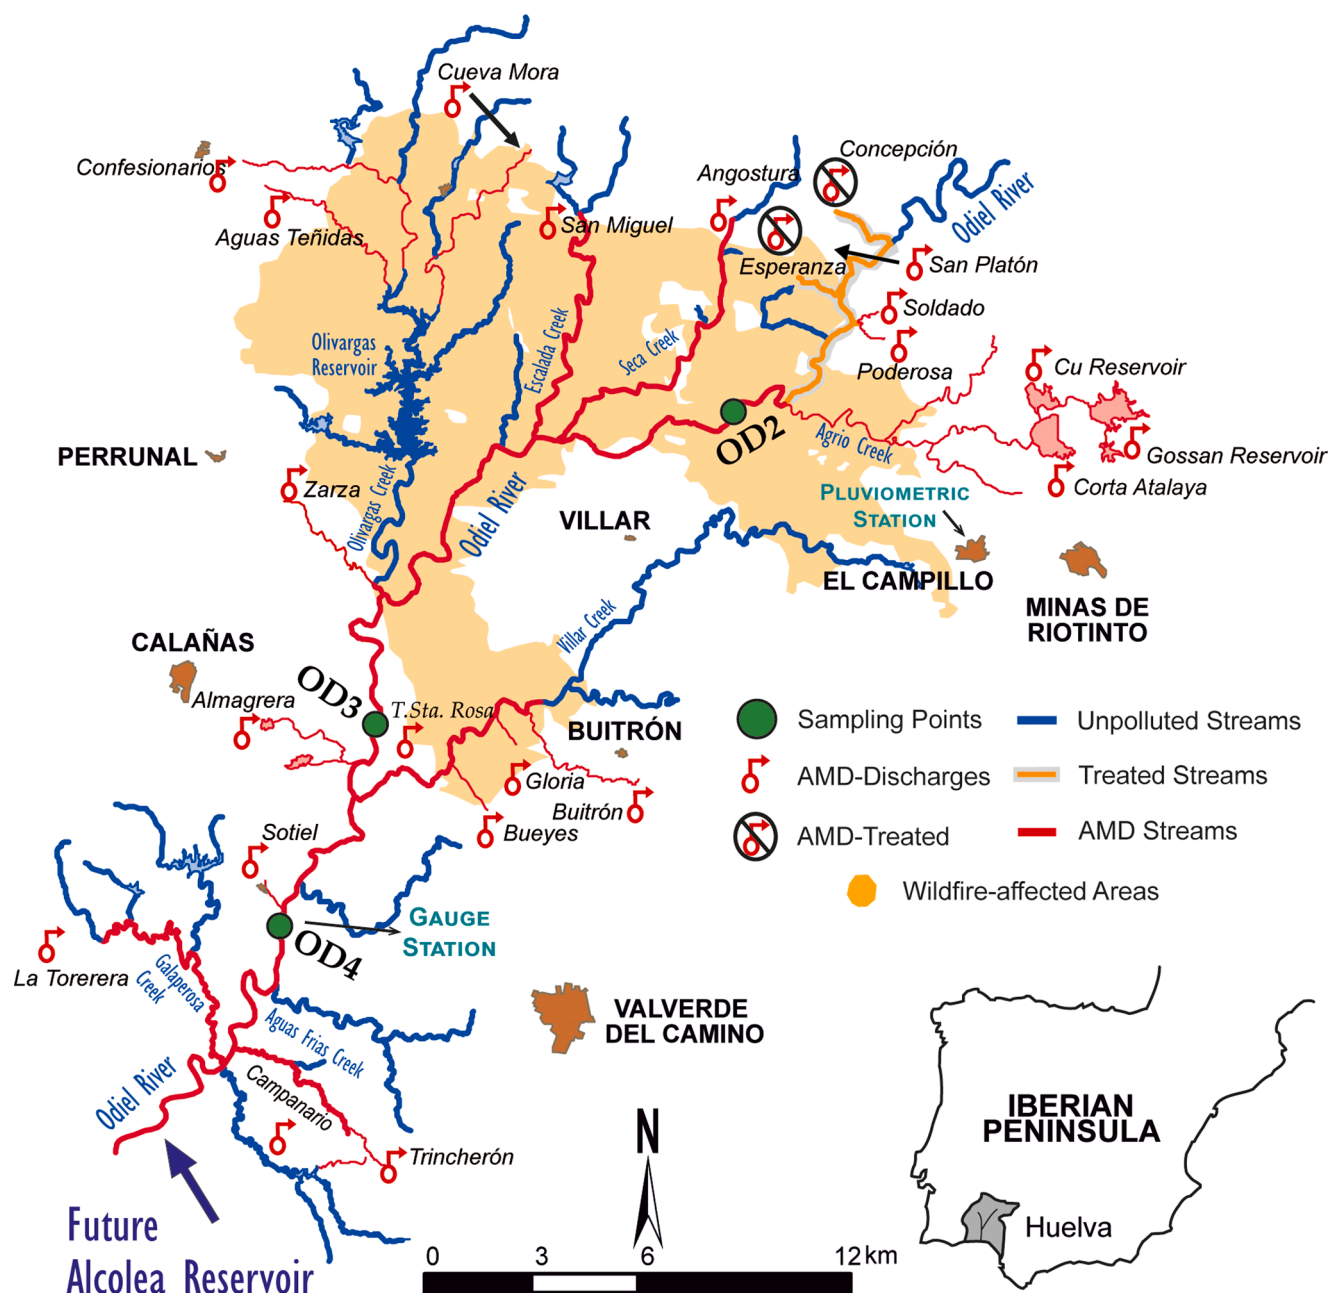 Cueva Mora
Concepción
Confesionarios
Angostura
Odiel River
Aguas Teñidas
San Miguel
Esperanza
San Platón
Soldado
Olivargas
Reservoir
Escalada Creek
Seca Creek
Poderosa
Cu Reservoir
OD2
Agrio Creek
Gossan Reservoir
PERRUNAL
Zarza
Corta Atalaya
Olivargas Creek
Odiel River
VILLAR
PLUVIOMETRIC
STATION
EL CAMPILLO
MINAS DE
RIOTINTO
Villar Creek
CALAÑAS
Almagrera
OD3
T.Sta. Rosa
BUITRÓN
Gloria
Buitrón
Bueyes
Sotiel
Sampling Points
Unpolluted Streams
AMD-Discharges
Treated Streams
AMD-Treated
AMD Streams
Wildfire-affected Areas
GAUGE
STATION
OD4
La Torerera
Galaperosa
Creek
VALVERDE
DEL CAMINO
Aguas Frias Creek
Odiel River
Campanario
Trincherón
IBERIAN
PENINSULA
Huelva
N
Future
Alcolea Reservoir
0 3 6 12 km